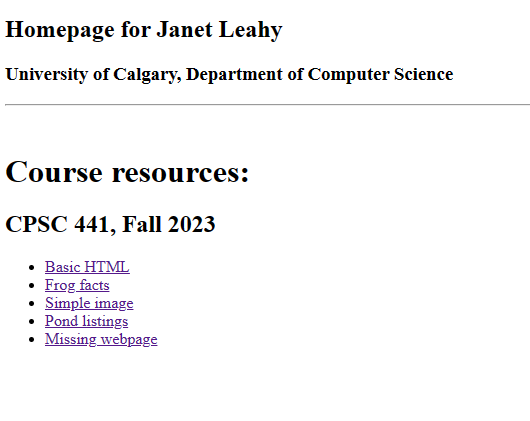 Homepage for Janet Leahy
University of Calgary, Department of Computer Science
Course resources:
CPSC 441, Fall 2023
Basic HTML
Frog facts
Simple image
Pond listings
Missing webpage